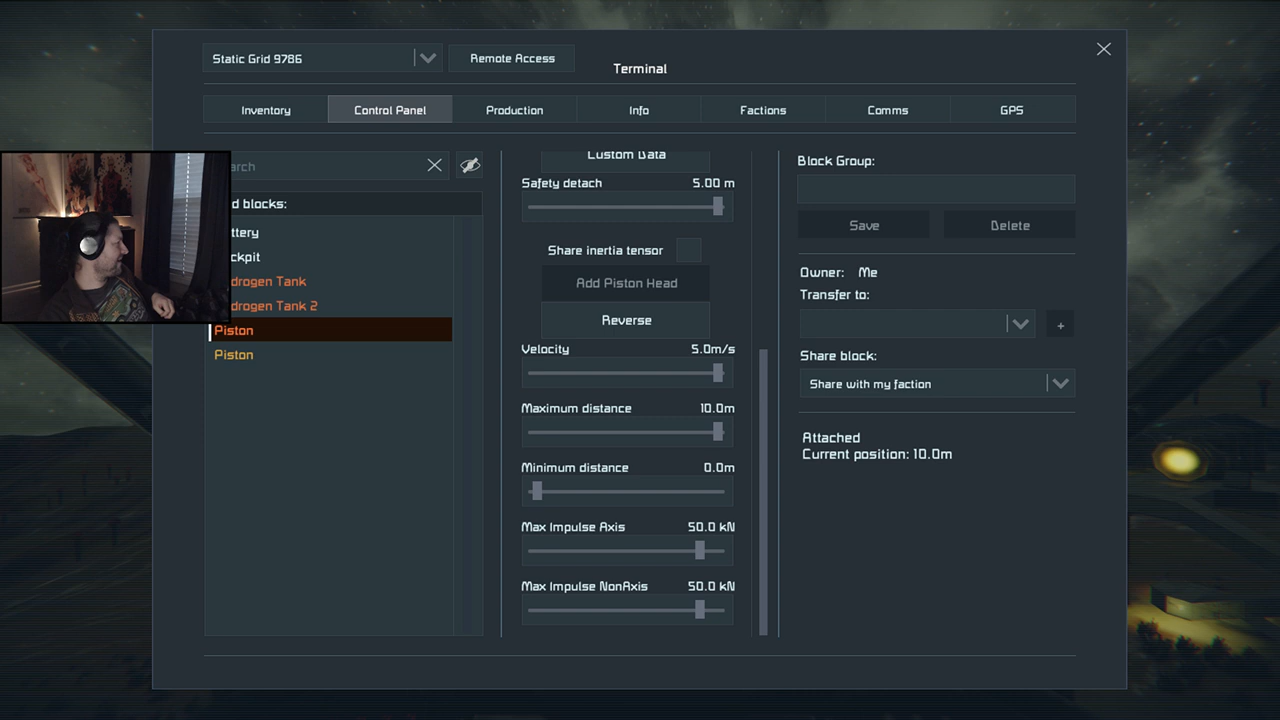 Static Grid 9786
Remote Access
Terminal
Inventory
Control Panel
Production
Info
Factions
Comms
GPS
arch
d blocks:
ttery
ckpit
drogen Tank
drogen Tank 2
Piston
Piston
Custom Data
Safety detach 5.00 m
Share inertia tensor
Add Piston Head
Reverse
Velocity 5.0m/s
Maximum distance 10.0m
Minimum distance 0.0m
Max Impulse Axis 50.0 kN
Max Impulse NonAxis 50.0 kN
Block Group:
Save
Delete
Owner: Me
Transfer to:
+
Share block:
Share with my faction
Attached
Current position: 10.0m